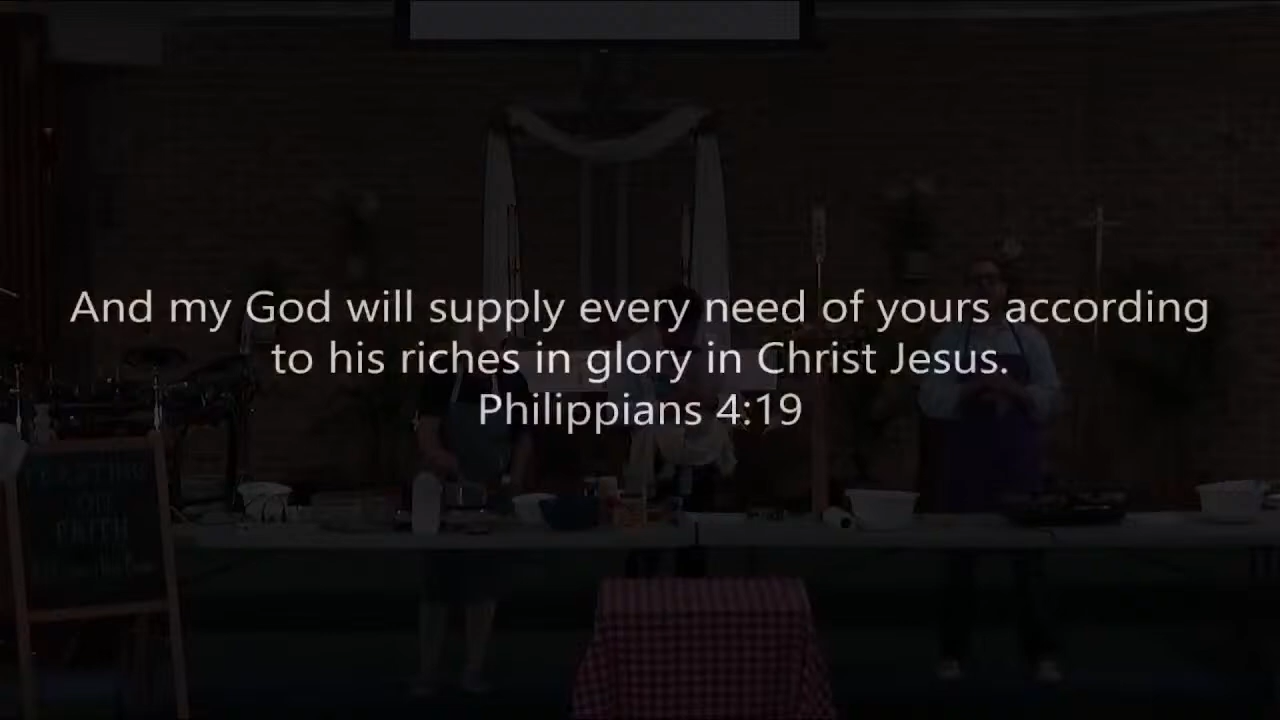 And my God will supply every need of yours according
to his riches in glory in Christ Jesus.
Philippians 4:19
FAITH